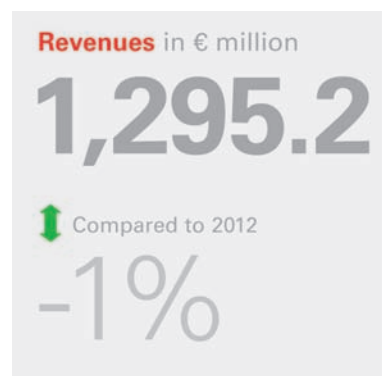 Revenues in € million
1,295.2
Compared to 2012
-1%